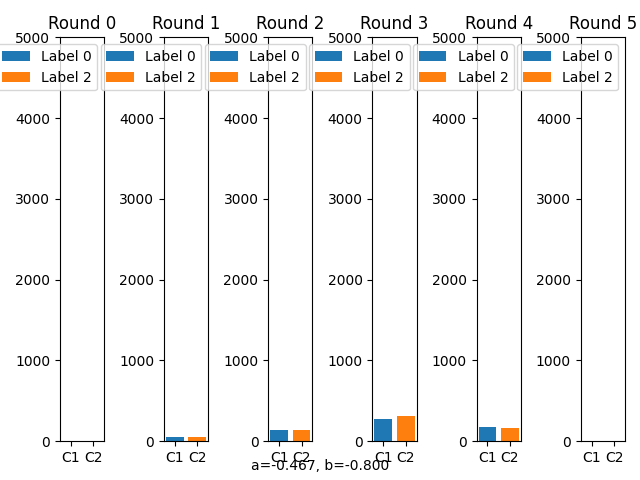 Round 0 Round 1 Round 2 Round 3 Round 4 Round 5
5000 5000 5000 5000 5000 5000
Label 0 Label 0 Label 0 Label 0 Label 0 Label 0
Label 2 Label 2 Label 2 Label 2 Label 2 Label 2
4000 4000 4000 4000 4000 4000
3000 3000 3000 3000 3000 3000
2000 2000 2000 2000 2000 2000
1000 1000 1000 1000 1000 1000
0 0 0 0 0 0
C1 C2 C1 C2 C1 C2 C1 C2 C1 C2 C1 C2
a=-0.467, b=-0.800